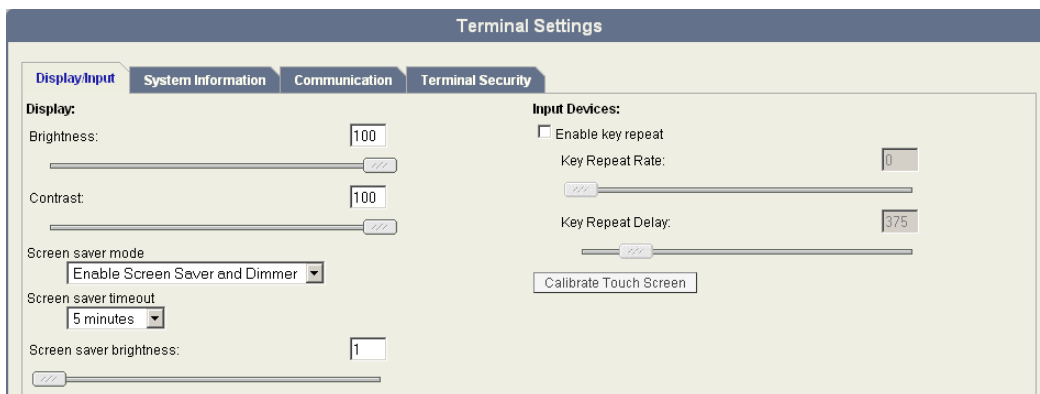 Terminal Settings
Display/Input
System Information
Communication
Terminal Security
Display:
Brightness:
100
Contrast:
100
Screen saver mode
Enable Screen Saver and Dimmer
Screen saver timeout
5 minutes
Screen saver brightness:
1
Input Devices:
Enable key repeat
Key Repeat Rate:
0
Key Repeat Delay:
375
Calibrate Touch Screen